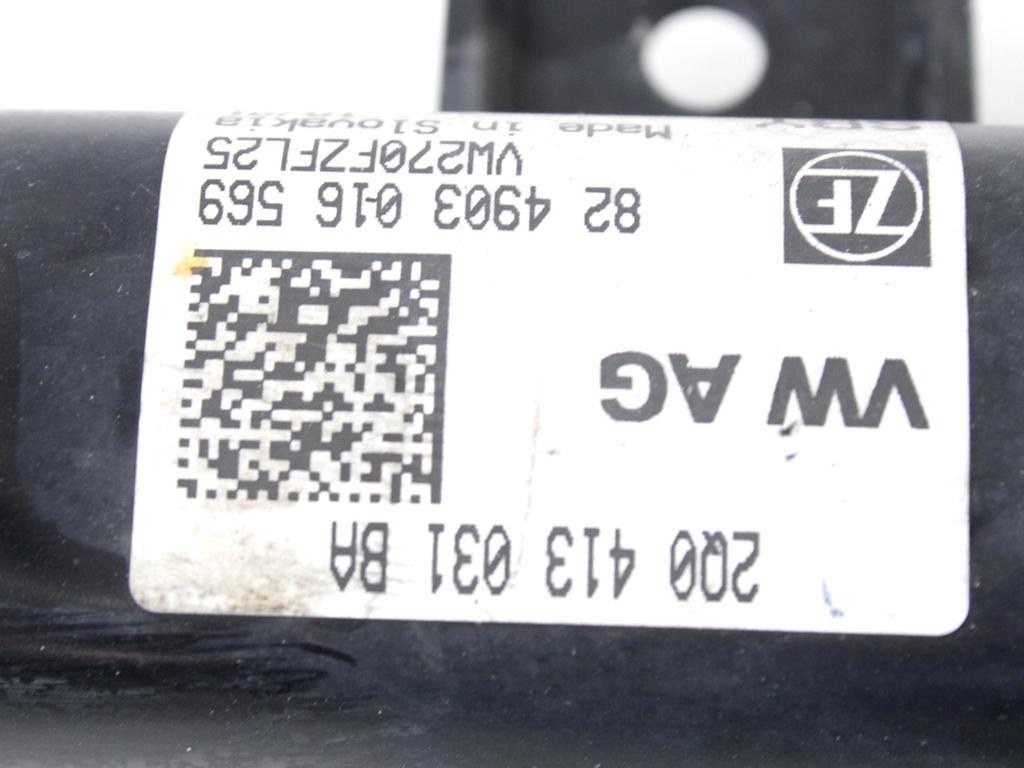 2Q0 413 031 BA
VW AG
ZF
82 4903 016 569
VW270FZFL25
Made in Slovakia